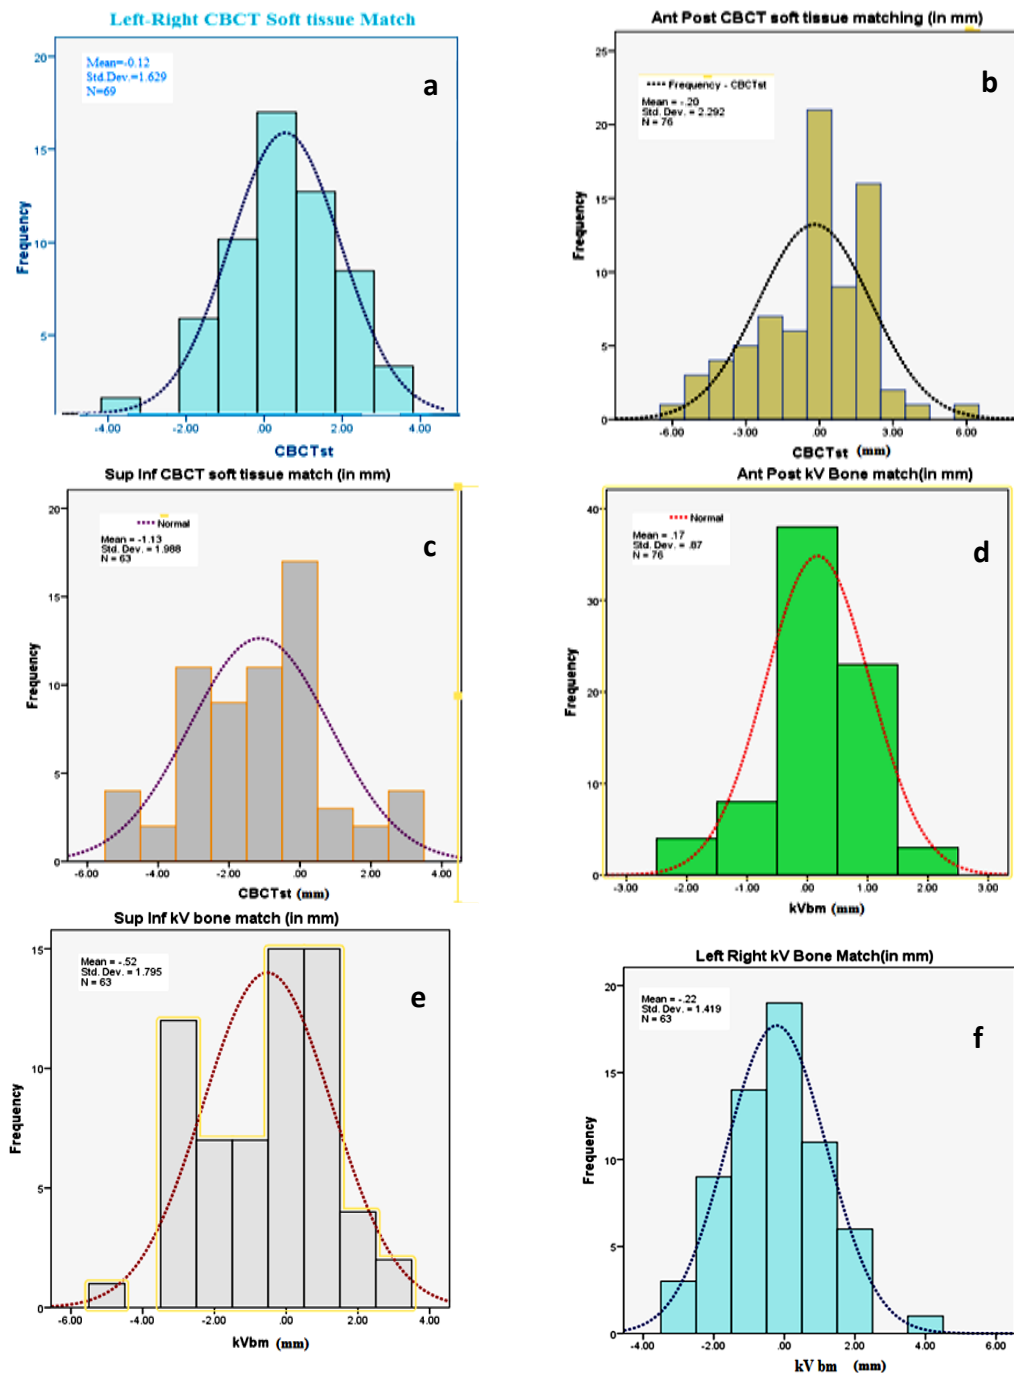 Left-Right CBCT Soft tissue Match
Mean=-0.12
Std.Dev.=1.629
N=69
a
20
15
10
5
Frequency
-4.00 -2.00 .00 2.00 4.00
CBCTst
Ant Post CBCT soft tissue matching (in mm)
Frequency - CBCTst
Mean = -.20
Std. Dev. = 2.292
N = 76
b
25
20
15
10
5
0
Frequency
-6.00 -3.00 .00 3.00 6.00
CBCTst (mm)
Sup Inf CBCT soft tissue match (in mm)
Normal
Mean = -1.13
Std. Dev. = 1.988
N = 63
c
20
15
10
5
0
Frequency
-6.00 -4.00 -2.00 .00 2.00 4.00
CBCTst (mm)
Ant Post kV Bone match(in mm)
Normal
Mean = .17
Std. Dev. = .87
N = 76
d
40
30
20
10
0
Frequency
-3.00 -2.00 -1.00 .00 1.00 2.00 3.00
kVbm (mm)
Sup Inf kV bone match (in mm)
Mean = -.52
Std. Dev. = 1.795
N = 63
e
15
10
5
0
Frequency
-6.00 -4.00 -2.00 .00 2.00 4.00
kVbm (mm)
Left Right kV Bone Match(in mm)
Mean = -.22
Std. Dev. = 1.419
N = 63
f
20
15
10
5
0
Frequency
-4.00 -2.00 .00 2.00 4.00 6.00
kV bm (mm)